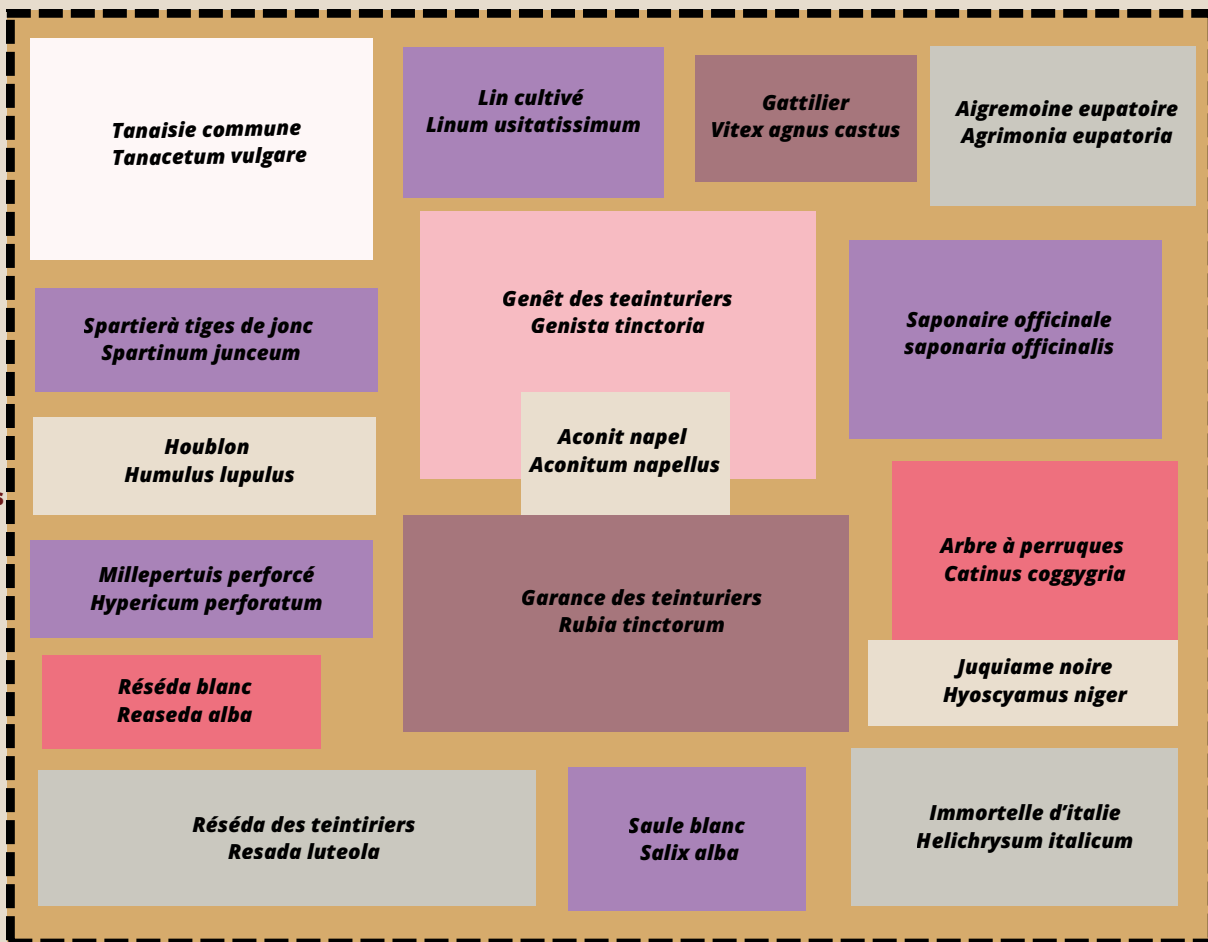 Tanaisie commune
Tanacetum vulgare
Lin cultivé
Linum usitatissimum
Gattilier
Vitex agnus castus
Aigremoine eupatoire
Agrimonia eupatoria
Genêt des teainturiers
Genista tinctoria
Saponaire officinale
saponaria officinalis
Spartierà tiges de jonc
Spartinum junceum
Aconit napel
Aconitum napellus
Houblon
Humulus lupulus
Arbre à perruques
Catinus coggygria
Millepertuis perforcé
Hypericum perforatum
Garance des teinturiers
Rubia tinctorum
Juquiame noire
Hyoscyamus niger
Réséda blanc
Reaseda alba
Réséda des teintiriers
Resada luteola
Saule blanc
Salix alba
Immortelle d’italie
Helichrysum italicum